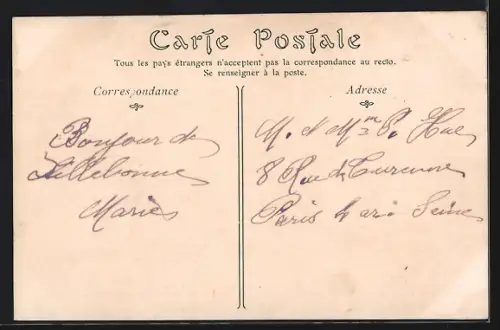 Carte Postale
Tous les pays étrangers n'acceptent pas la correspondance au recto.
Se renseigner à la poste.
Correspondance
Bonjour de
Lillebonne
Marie
Adresse
M. & Mme P. Hue
8 Rue de Turenne
Paris 4 arr Seine